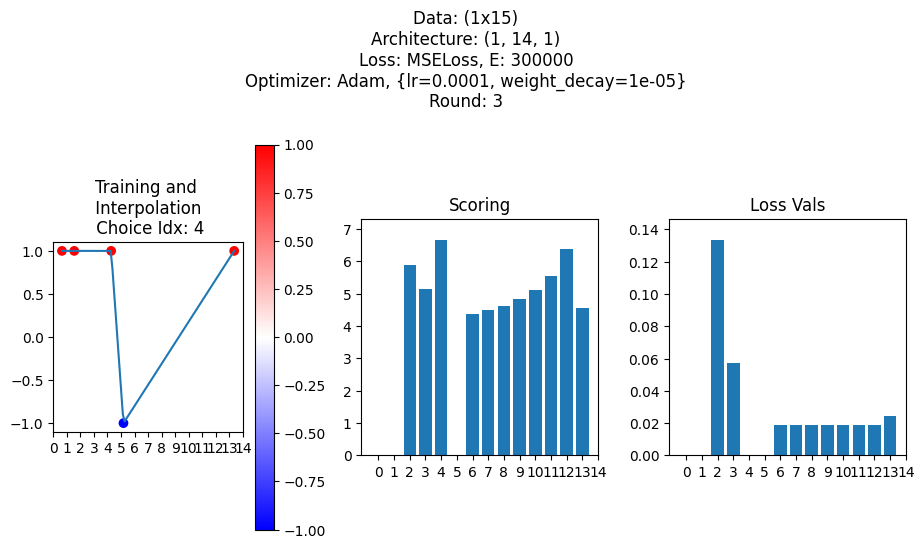 Data: (1x15)
Architecture: (1, 14, 1)
Loss: MSELoss, E: 300000
Optimizer: Adam, {lr=0.0001, weight_decay=1e-05}
Round: 3
Training and
Interpolation
Choice Idx: 4
1.0
0.5
0.0
−0.5
−1.0
0 1 2 3 4 5 6 7 8 9 10 11 12 13 14
1.00
0.75
0.50
0.25
0.00
−0.25
−0.50
−0.75
−1.00
Scoring
7
6
5
4
3
2
1
0
0 1 2 3 4 5 6 7 8 9 10 11 12 13 14
Loss Vals
0.14
0.12
0.10
0.08
0.06
0.04
0.02
0.00
0 1 2 3 4 5 6 7 8 9 10 11 12 13 14